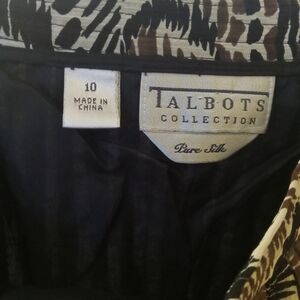 10
MADE IN
CHINA
TALBOTS
COLLECTION
Pure Silk